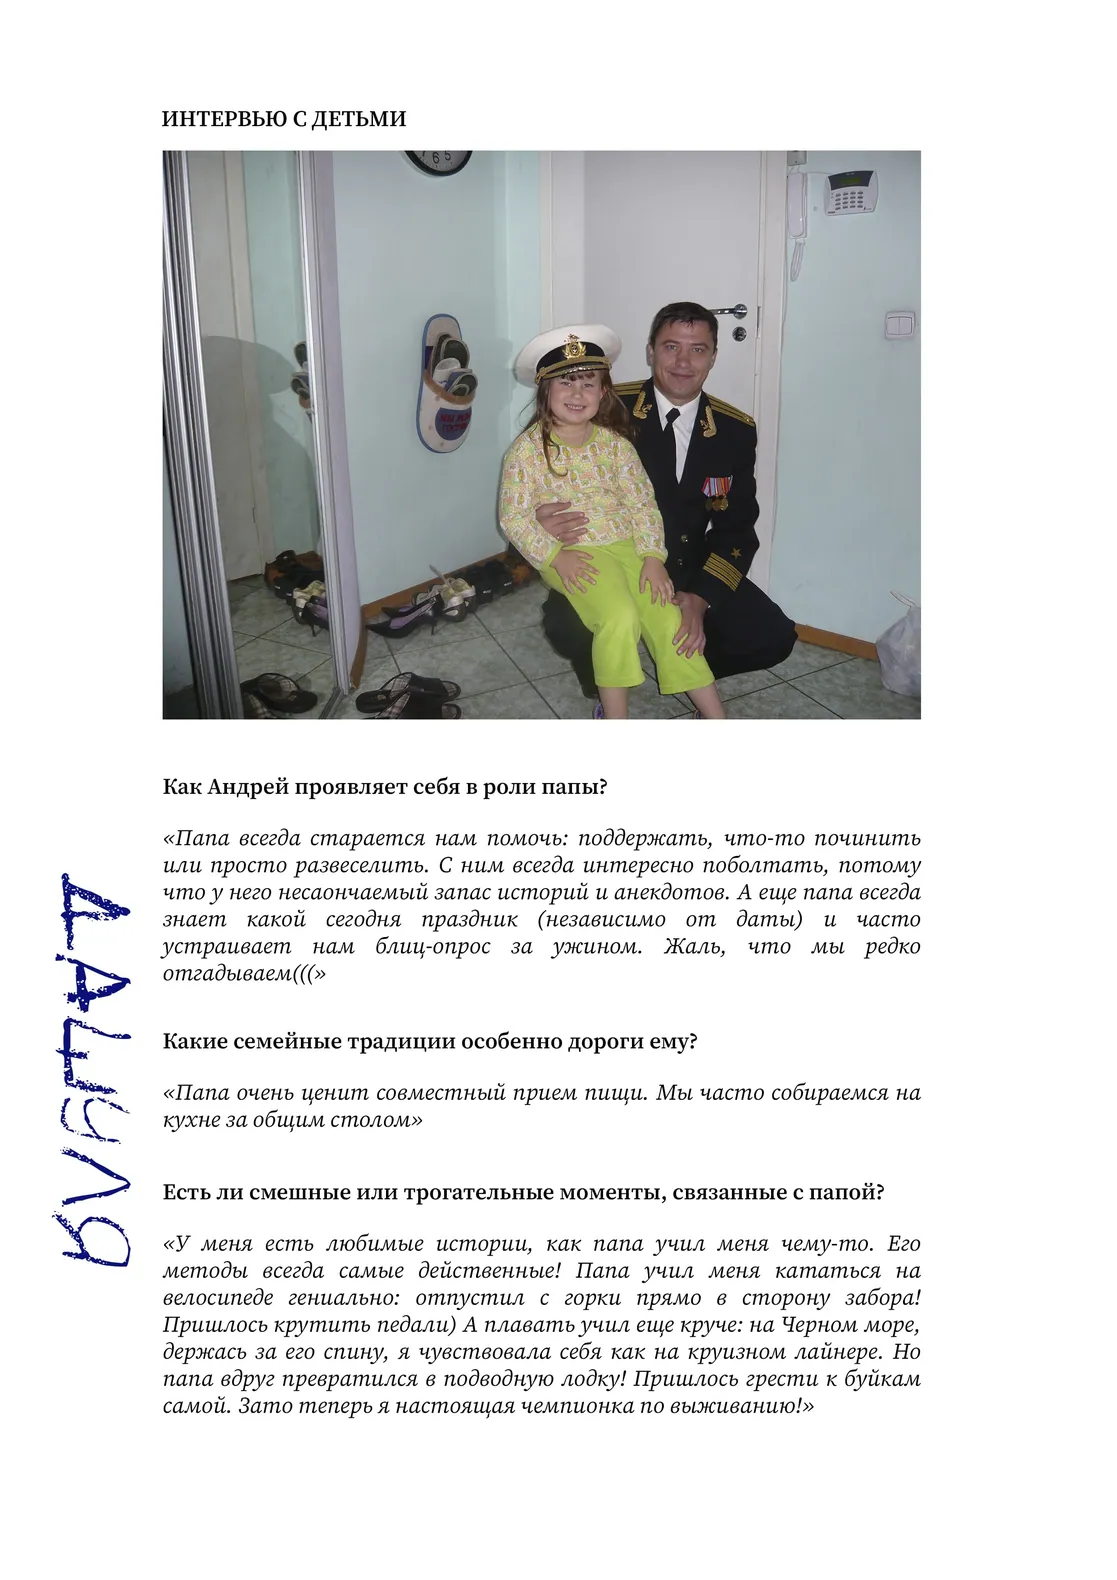 ИНТЕРВЬЮ С ДЕТЬМИ
6 5
Как Андрей проявляет себя в роли папы?
«Папа всегда старается нам помочь: поддержать, что-то починить
или просто развеселить. С ним всегда интересно поболтать, потому
что у него несаончаемый запас историй и анекдотов. А еще папа всегда
знает какой сегодня праздник (независимо от даты) и часто
устраивает нам блиц-опрос за ужином. Жаль, что мы редко
отгадываем(((»
Какие семейные традиции особенно дороги ему?
«Папа очень ценит совместный прием пищи. Мы часто собираемся на
кухне за общим столом»
Есть ли смешные или трогательные моменты, связанные с папой?
«У меня есть любимые истории, как папа учил меня чему-то. Его
методы всегда самые действенные! Папа учил меня кататься на
велосипеде гениально: отпустил с горки прямо в сторону забора!
Пришлось крутить педали) А плавать учил еще круче: на Черном море,
держась за его спину, я чувствовала себя как на круизном лайнере. Но
папа вдруг превратился в подводную лодку! Пришлось грести к буйкам
самой. Зато теперь я настоящая чемпионка по выживанию!»
ДАШУЛЯ